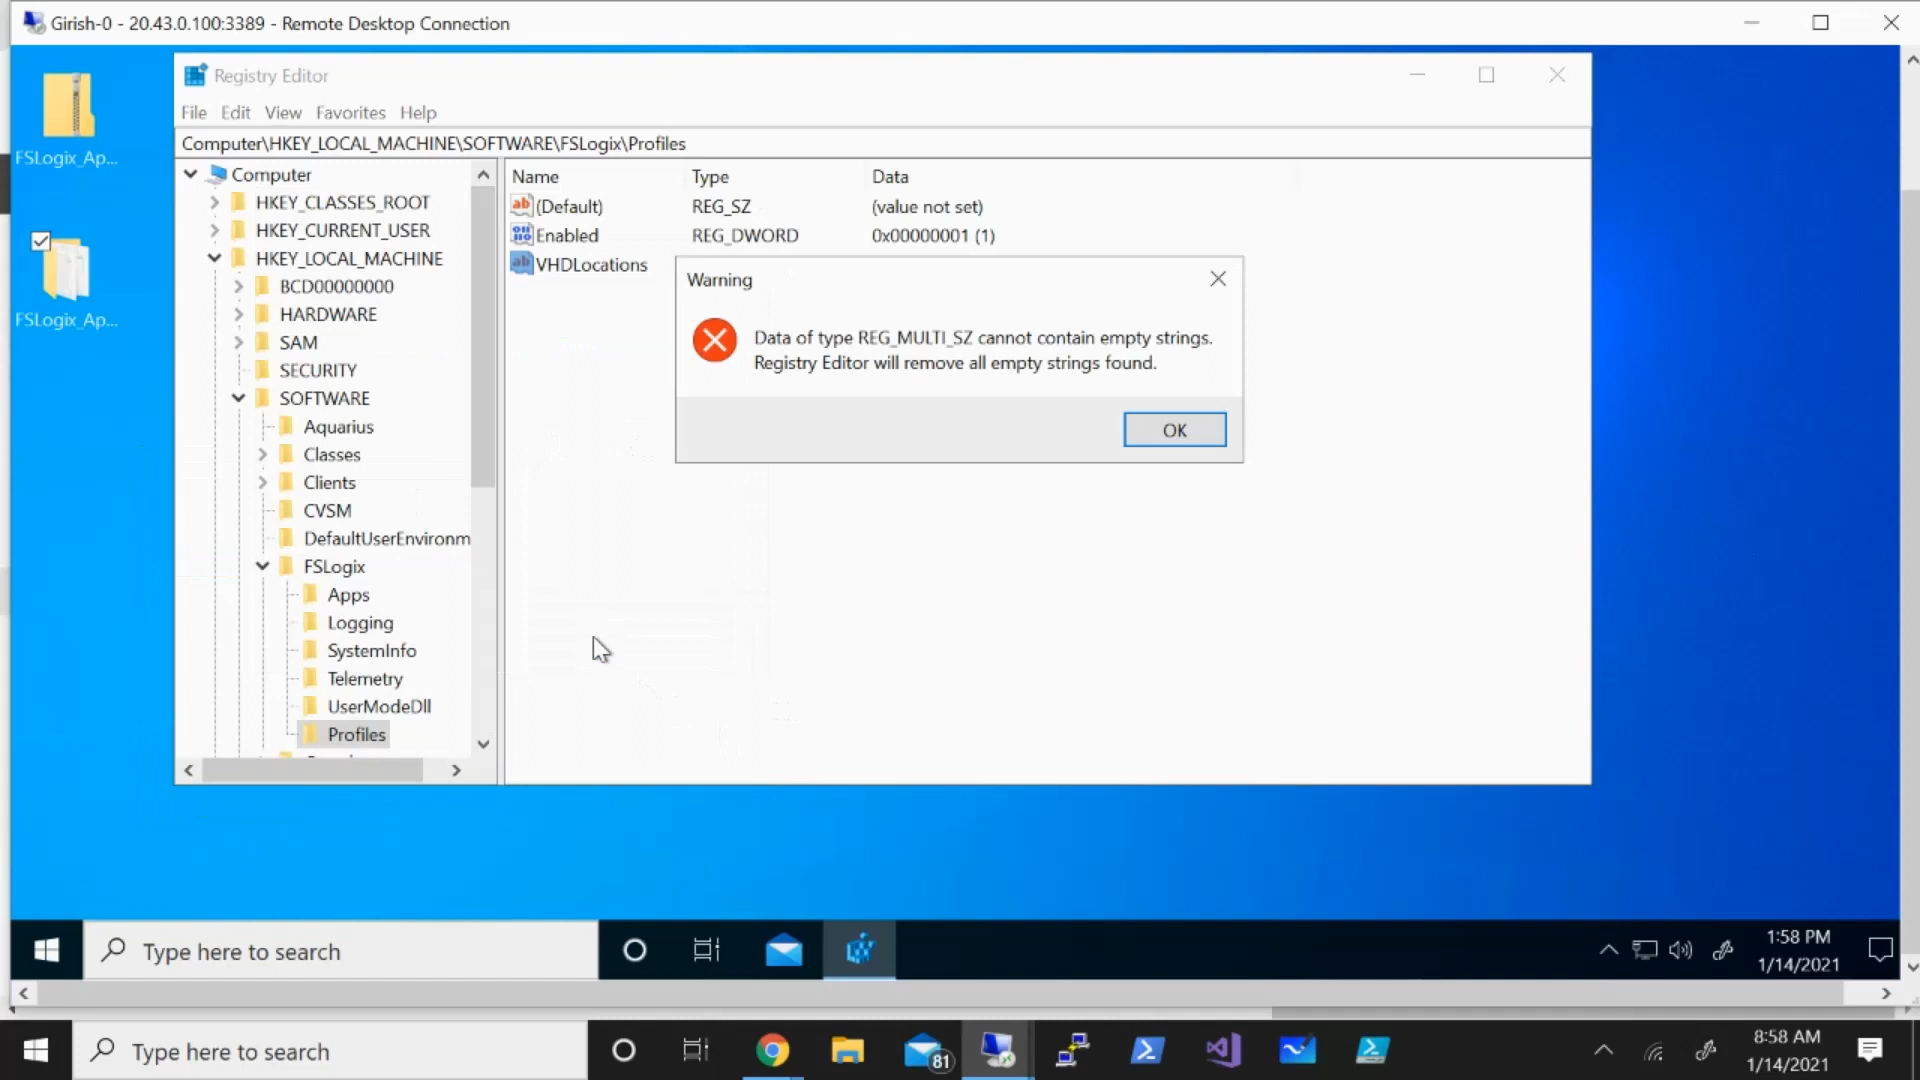 Girish-0 - 20.43.0.100:3389 - Remote Desktop Connection
Registry Editor
File Edit View Favorites Help
Computer\HKEY_LOCAL_MACHINE\SOFTWARE\FSLogix\Profiles
FSLogix_Ap...
FSLogix_Ap...
Computer
HKEY_CLASSES_ROOT
HKEY_CURRENT_USER
HKEY_LOCAL_MACHINE
BCD00000000
HARDWARE
SAM
SECURITY
SOFTWARE
Aquarius
Classes
Clients
CVSM
DefaultUserEnvironm
FSLogix
Apps
Logging
SystemInfo
Telemetry
UserModeDll
Profiles
Name Type Data
(Default) REG_SZ (value not set)
Enabled REG_DWORD 0x00000001 (1)
VHDLocations
Warning
Data of type REG_MULTI_SZ cannot contain empty strings.
Registry Editor will remove all empty strings found.
OK
Type here to search
1:58 PM
1/14/2021
Type here to search
81
8:58 AM
1/14/2021